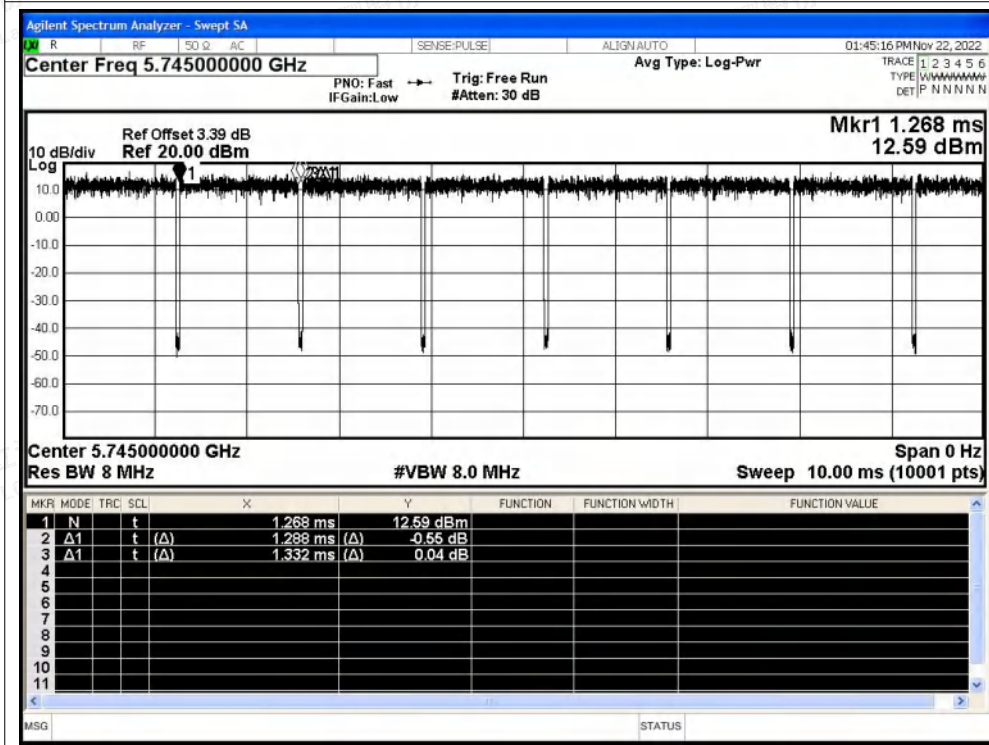 Agilent Spectrum Analyzer - Swept SA
LXI R RF 50 Ω AC SENSE:PULSE ALIGN AUTO 01:45:16 PM Nov 22, 2022
Center Freq 5.745000000 GHz Avg Type: Log-Pwr TRACE 1 2 3 4 5 6
PNO: Fast Trig: Free Run TYPE WWWWWW
IFGain:Low #Atten: 30 dB DET P N N N N N
Mkr1 1.268 ms
Ref Offset 3.39 dB
10 dB/div Ref 20.00 dBm 12.59 dBm
Log
1
10.0
0.00
-10.0
-20.0
-30.0
-40.0
-50.0
-60.0
-70.0
Center 5.745000000 GHz Span 0 Hz
Res BW 8 MHz #VBW 8.0 MHz Sweep 10.00 ms (10001 pts)
MKR MODE TRC SCL X Y FUNCTION FUNCTION WIDTH FUNCTION VALUE
1 N t 1.268 ms 12.59 dBm
2 Δ1 t (Δ) 1.288 ms (Δ) -0.55 dB
3 Δ1 t (Δ) 1.332 ms (Δ) 0.04 dB
4
5
6
7
8
9
10
11
MSG STATUS